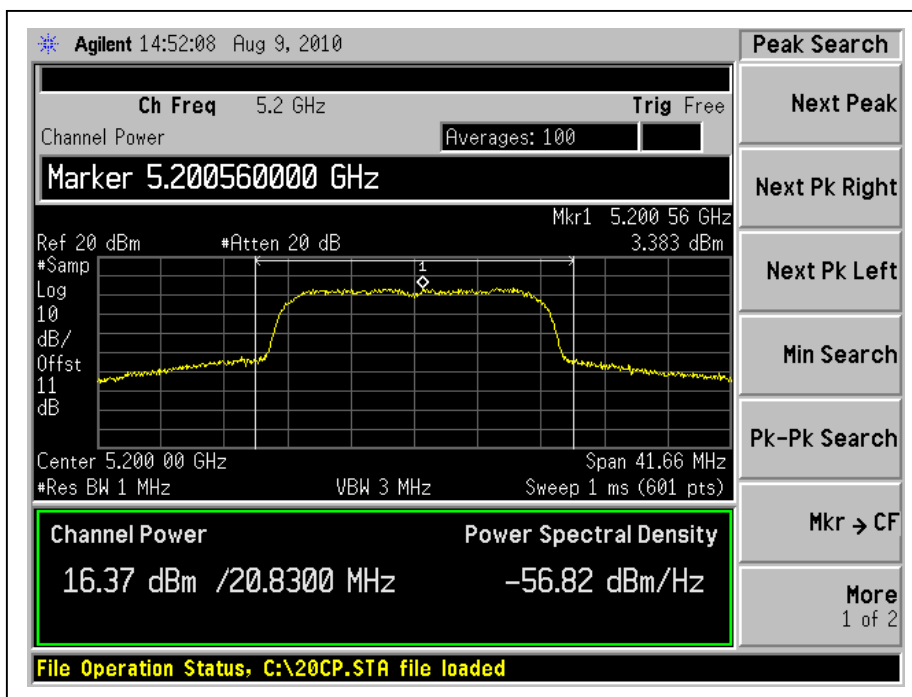 Agilent 14:52:08 Aug 9, 2010
Peak Search
Ch Freq 5.2 GHz Trig Free
Channel Power Averages: 100
Marker 5.200560000 GHz
Mkr1 5.200 56 GHz
Ref 20 dBm #Atten 20 dB 3.383 dBm
#Samp
Log
10
dB/
Offst
11
dB
1
Center 5.200 00 GHz Span 41.66 MHz
#Res BW 1 MHz VBW 3 MHz Sweep 1 ms (601 pts)
Channel Power Power Spectral Density
16.37 dBm /20.8300 MHz -56.82 dBm/Hz
File Operation Status, C:\20CP.STA file loaded
Next Peak
Next Pk Right
Next Pk Left
Min Search
Pk-Pk Search
Mkr → CF
More
1 of 2